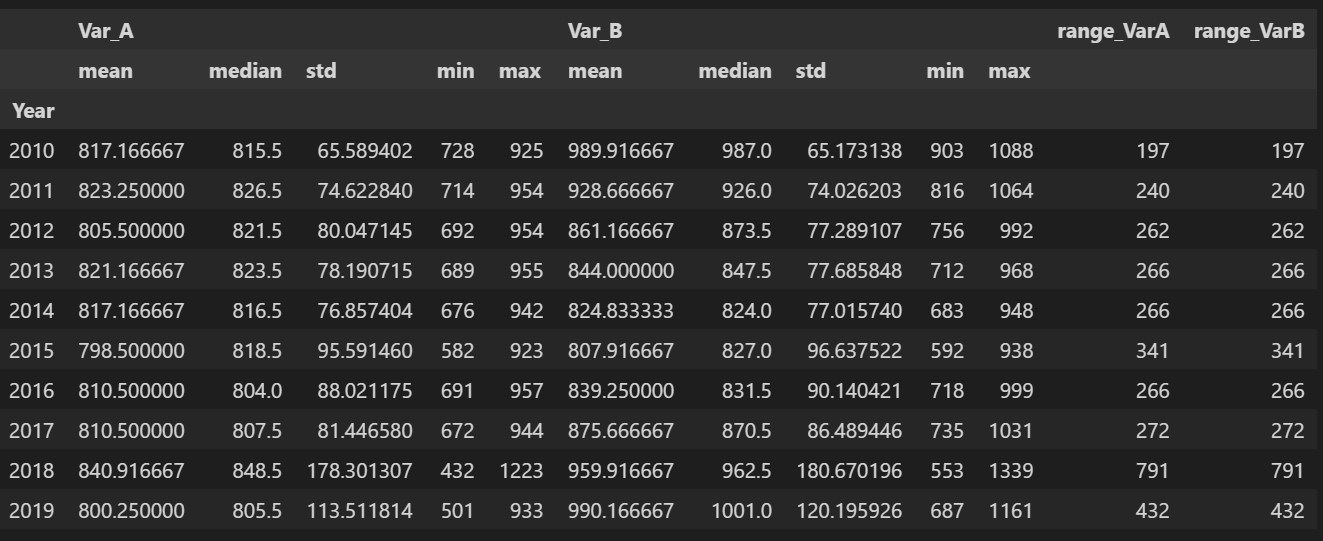 Var_A Var_B range_VarA range_VarB
mean median std min max mean median std min max
Year
2010 817.166667 815.5 65.589402 728 925 989.916667 987.0 65.173138 903 1088 197 197
2011 823.250000 826.5 74.622840 714 954 928.666667 926.0 74.026203 816 1064 240 240
2012 805.500000 821.5 80.047145 692 954 861.166667 873.5 77.289107 756 992 262 262
2013 821.166667 823.5 78.190715 689 955 844.000000 847.5 77.685848 712 968 266 266
2014 817.166667 816.5 76.857404 676 942 824.833333 824.0 77.015740 683 948 266 266
2015 798.500000 818.5 95.591460 582 923 807.916667 827.0 96.637522 592 938 341 341
2016 810.500000 804.0 88.021175 691 957 839.250000 831.5 90.140421 718 999 266 266
2017 810.500000 807.5 81.446580 672 944 875.666667 870.5 86.489446 735 1031 272 272
2018 840.916667 848.5 178.301307 432 1223 959.916667 962.5 180.670196 553 1339 791 791
2019 800.250000 805.5 113.511814 501 933 990.166667 1001.0 120.195926 687 1161 432 432